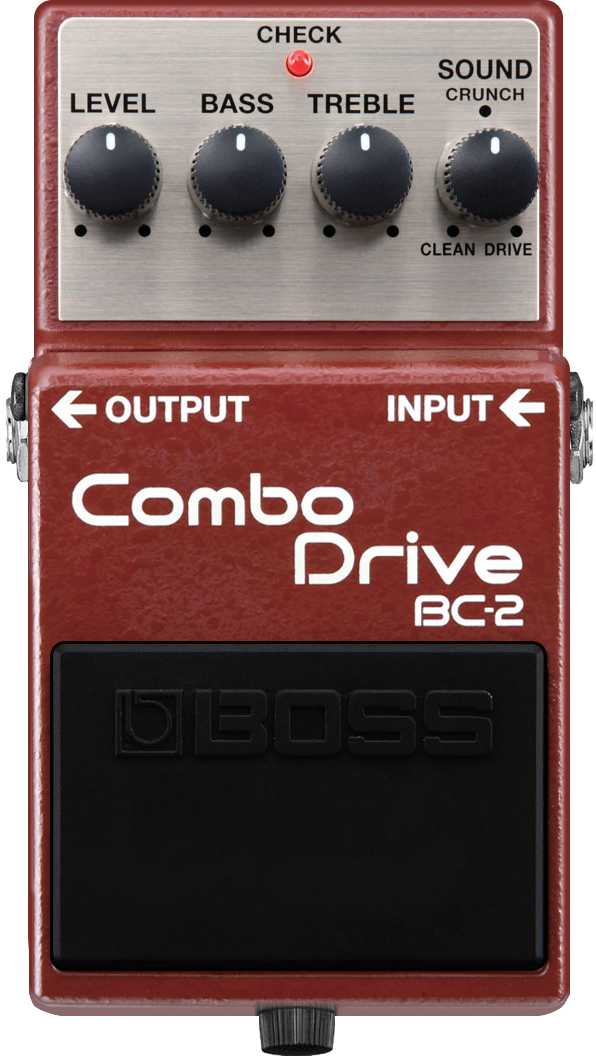 CHECK
LEVEL BASS TREBLE SOUND
CRUNCH
CLEAN DRIVE
OUTPUT INPUT
Combo
Drive
BC-2
BOSS